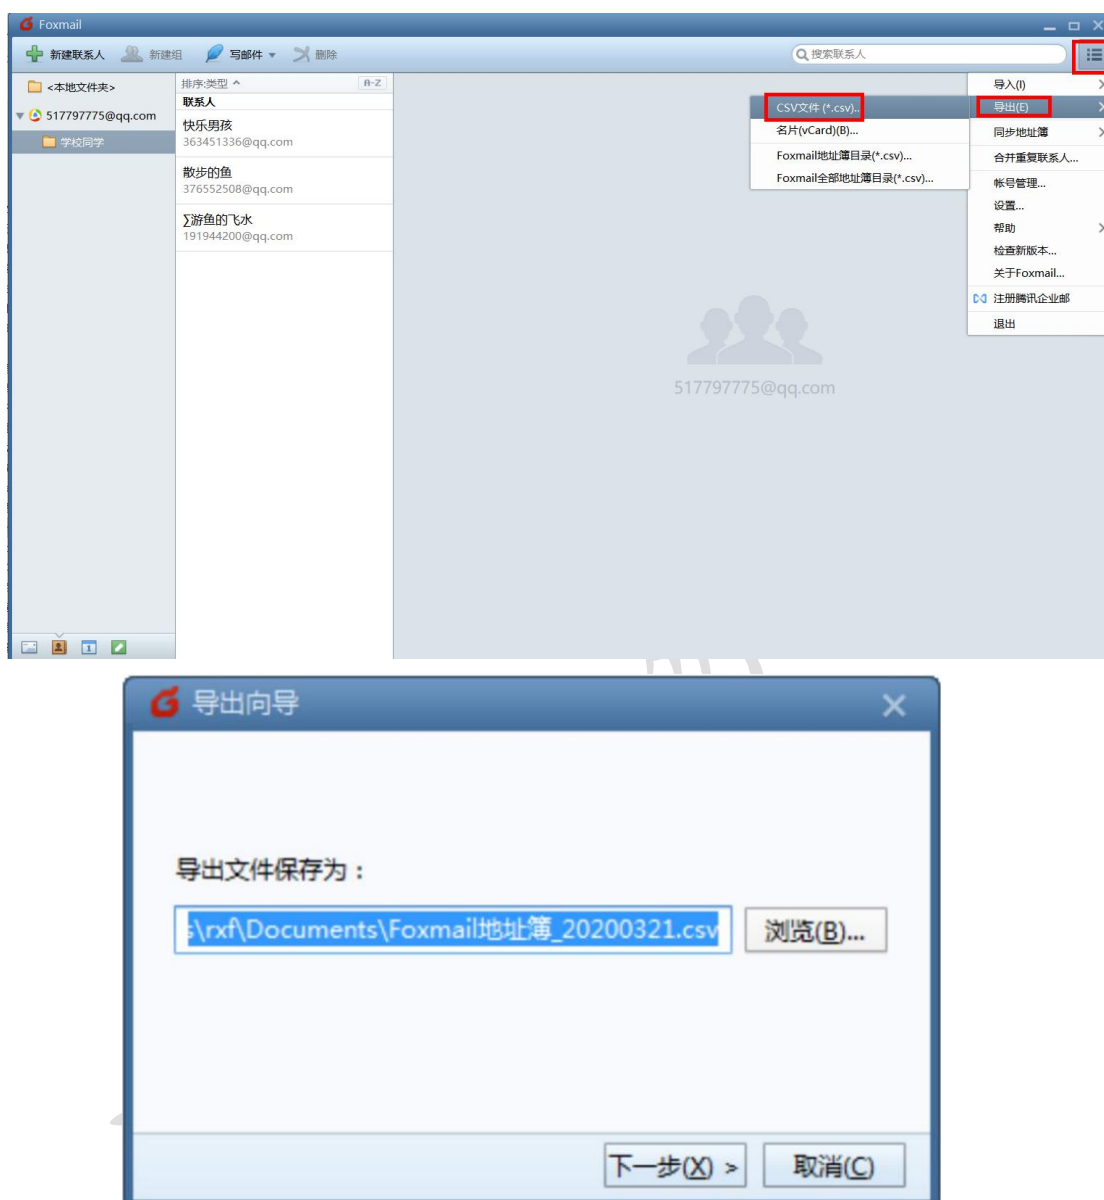 Foxmail
新建联系人 新建组 写邮件 删除 搜索联系人
<本地文件夹>
517797775@qq.com
学校同学
排序:类型 A-Z
联系人
快乐男孩
363451336@qq.com
散步的鱼
376552508@qq.com
∑游鱼的飞水
191944200@qq.com
CSV文件 (*.csv)...
名片(vCard)(B)...
Foxmail地址簿目录(*.csv)...
Foxmail全部地址簿目录(*.csv)...
导入(I)
导出(E)
同步地址簿
合并重复联系人...
帐号管理...
设置...
帮助
检查新版本...
关于Foxmail...
注册腾讯企业邮
退出
517797775@qq.com
1
导出向导
导出文件保存为：
s\rxf\Documents\Foxmail地址簿_20200321.csv 浏览(B)...
下一步(X) > 取消(C)